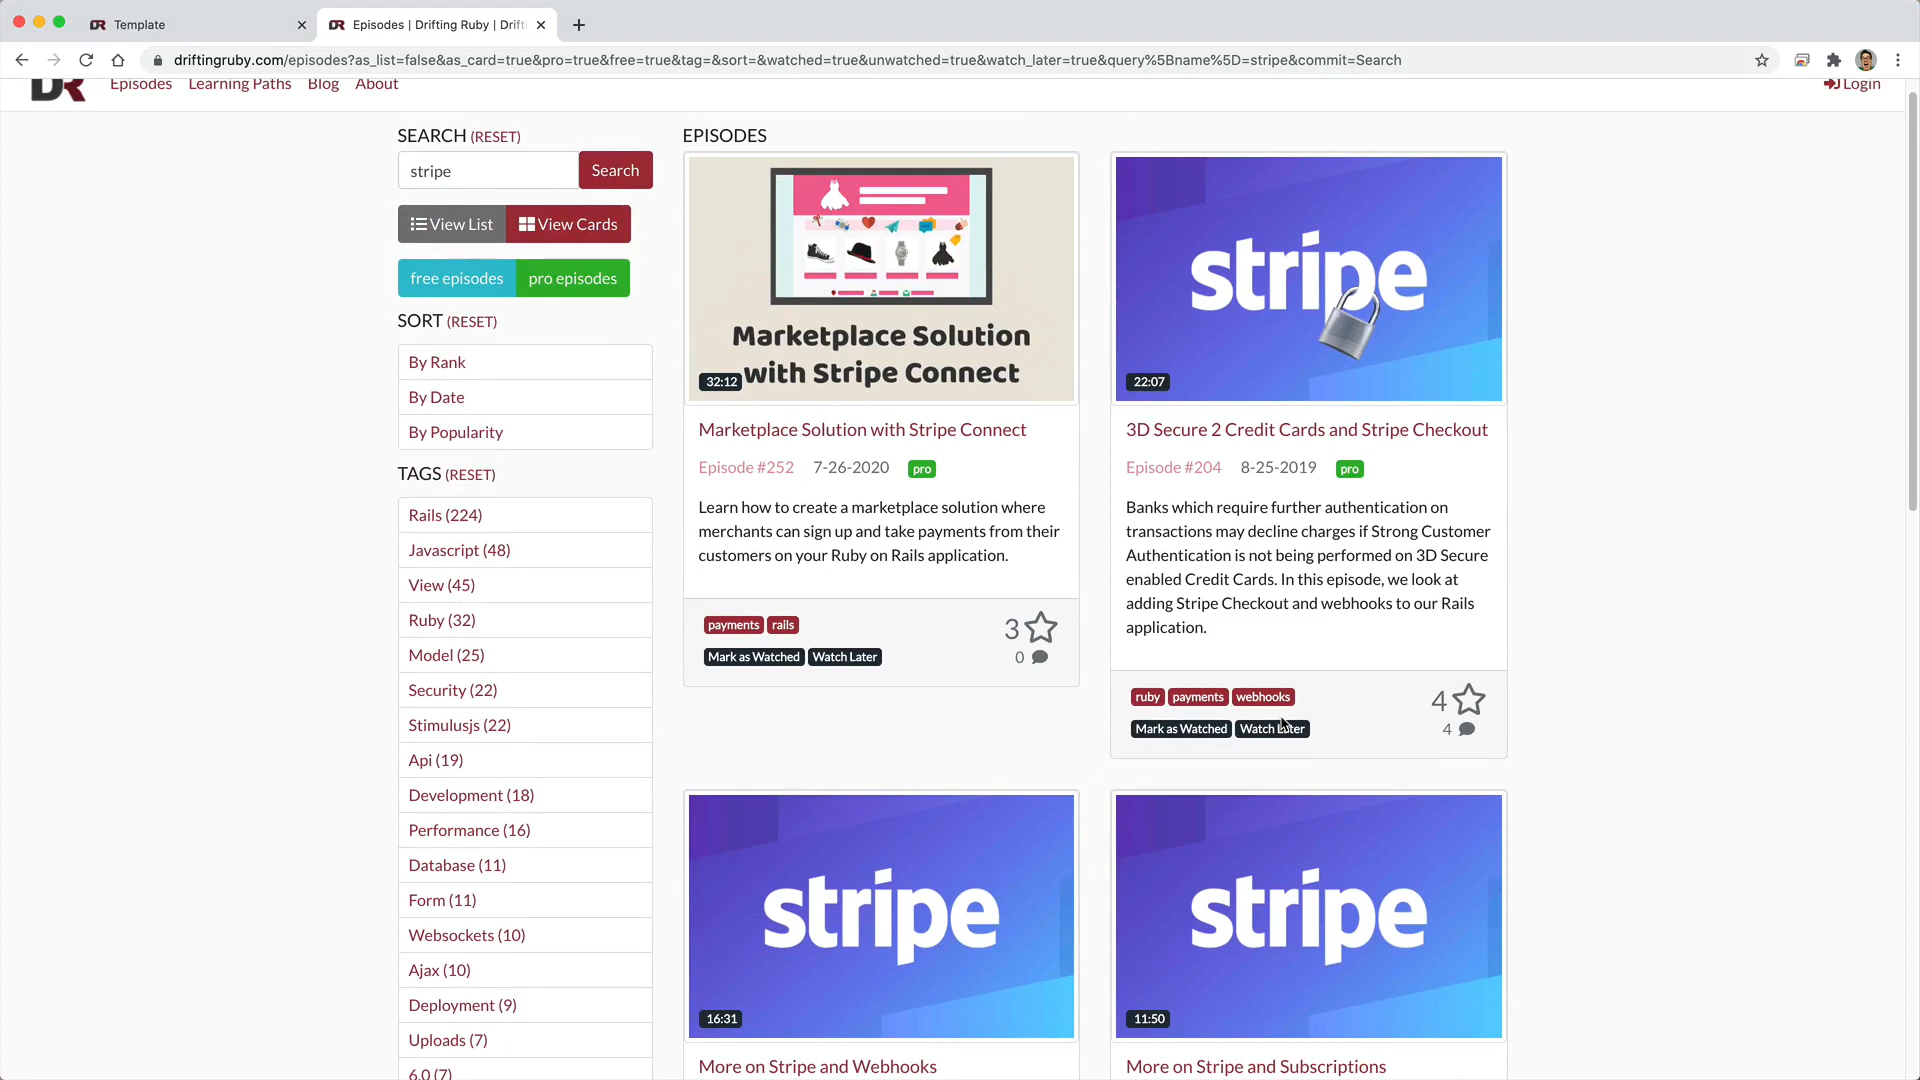 Template
Episodes | Drifting Ruby | Drift
driftingruby.com/episodes?as_list=false&as_card=true&pro=true&free=true&tag=&sort=&watched=true&unwatched=true&watch_later=true&query%5Bname%5D=stripe&commit=Search
DR
Episodes
Learning Paths
Blog
About
Login
SEARCH (RESET)
stripe
Search
View List
View Cards
free episodes
pro episodes
SORT (RESET)
By Rank
By Date
By Popularity
TAGS (RESET)
Rails (224)
Javascript (48)
View (45)
Ruby (32)
Model (25)
Security (22)
Stimulusjs (22)
Api (19)
Development (18)
Performance (16)
Database (11)
Form (11)
Websockets (10)
Ajax (10)
Deployment (9)
Uploads (7)
6.0 (7)
EPISODES
Marketplace Solution
with Stripe Connect
32:12
Marketplace Solution with Stripe Connect
Episode #252 7-26-2020 pro
Learn how to create a marketplace solution where
merchants can sign up and take payments from their
customers on your Ruby on Rails application.
payments rails
3
Mark as Watched Watch Later
0
stripe
22:07
3D Secure 2 Credit Cards and Stripe Checkout
Episode #204 8-25-2019 pro
Banks which require further authentication on
transactions may decline charges if Strong Customer
Authentication is not being performed on 3D Secure
enabled Credit Cards. In this episode, we look at
adding Stripe Checkout and webhooks to our Rails
application.
ruby payments webhooks
4
Mark as Watched Watch Later
4
stripe
16:31
More on Stripe and Webhooks
stripe
11:50
More on Stripe and Subscriptions